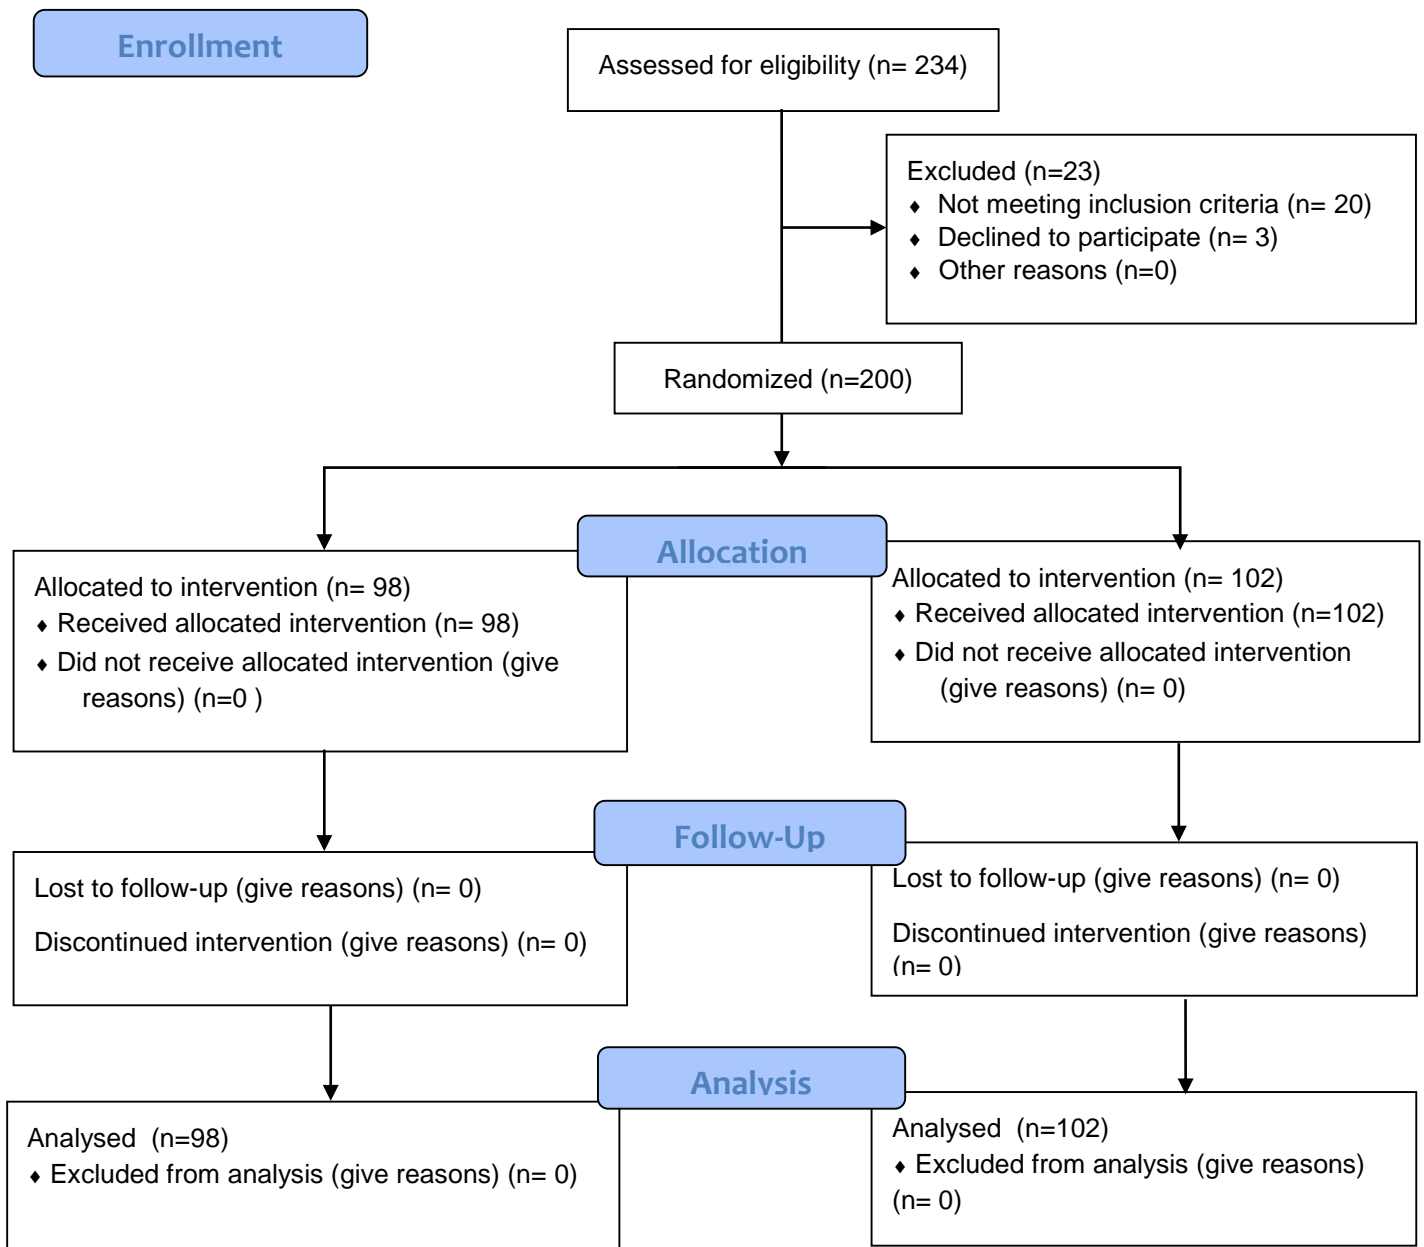 Enrollment
Assessed for eligibility (n= 234)
Excluded (n=23)
♦ Not meeting inclusion criteria (n= 20)
♦ Declined to participate (n= 3)
♦ Other reasons (n=0)
Randomized (n=200)
Allocation
Allocated to intervention (n= 98)
♦ Received allocated intervention (n= 98)
♦ Did not receive allocated intervention (give
reasons) (n=0 )
Allocated to intervention (n= 102)
♦ Received allocated intervention (n=102)
♦ Did not receive allocated intervention
(give reasons) (n= 0)
Follow-Up
Lost to follow-up (give reasons) (n= 0)
Discontinued intervention (give reasons) (n= 0)
Lost to follow-up (give reasons) (n= 0)
Discontinued intervention (give reasons)
(n= 0)
Analysis
Analysed  (n=98)
♦ Excluded from analysis (give reasons) (n= 0)
Analysed  (n=102)
♦ Excluded from analysis (give reasons)
(n= 0)